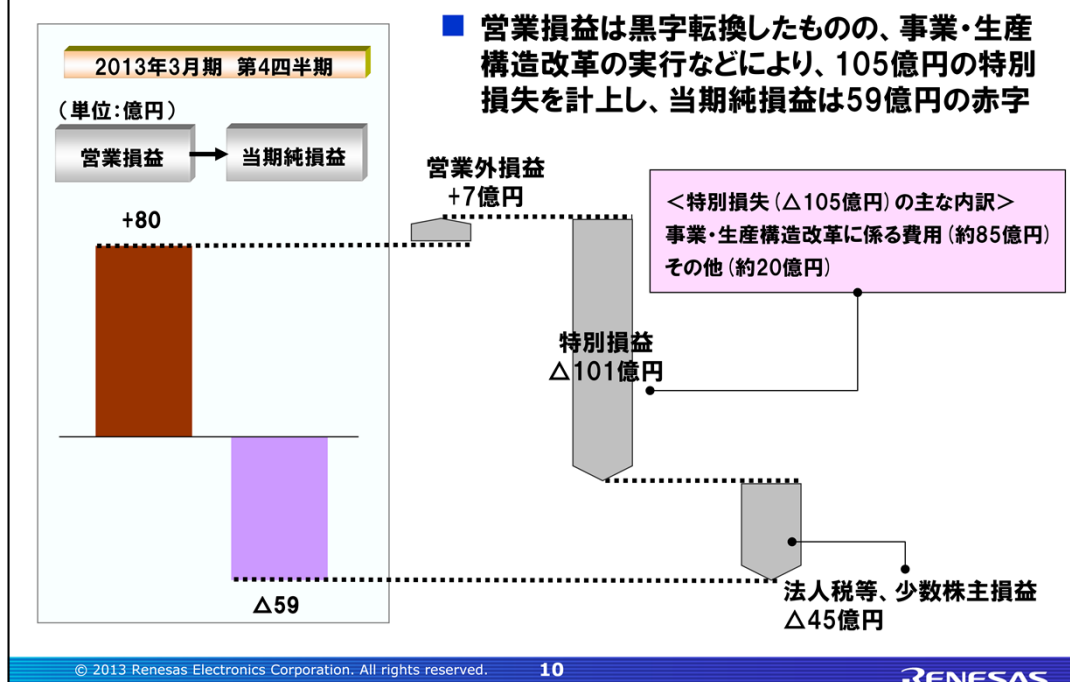 ■ 営業損益は黒字転換したものの、事業・生産
構造改革の実行などにより、105億円の特別
損失を計上し、当期純損益は59億円の赤字
2013年3月期 第4四半期
（単位：億円）
営業損益
当期純損益
+80
△59
営業外損益
+7億円
特別損益
△101億円
＜特別損失（△105億円）の主な内訳＞
事業・生産構造改革に係る費用（約85億円）
その他（約20億円）
法人税等、少数株主損益
△45億円
© 2013 Renesas Electronics Corporation. All rights reserved.
10
RENESAS